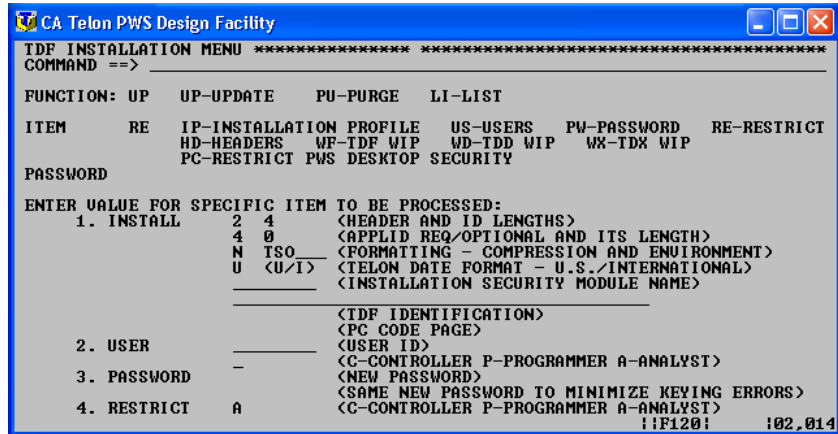 CA Telon PWS Design Facility
TDF INSTALLATION MENU *************** ***************************************
COMMAND ==> ____________________
FUNCTION: UP UP-UPDATE PU-PURGE LI-LIST
ITEM RE IP-INSTALLATION PROFILE US-USERS PW-PASSWORD RE-RESTRICT
HD-HEADERS WF-TDF WIP WD-TDD WIP WX-TDX WIP
PC-RESTRICT PWS DESKTOP SECURITY
PASSWORD
ENTER VALUE FOR SPECIFIC ITEM TO BE PROCESSED:
1. INSTALL 2 4 <HEADER AND ID LENGTHS>
4 0 <APPLID REQ/OPTIONAL AND ITS LENGTH>
N TSO___ <FORMATTING - COMPRESSION AND ENVIRONMENT>
U <U/I> <TELON DATE FORMAT - U.S./INTERNATIONAL>
________ <INSTALLATION SECURITY MODULE NAME>
________________________________________
<TDF IDENTIFICATION>
<PC CODE PAGE>
2. USER ________ <USER ID>
_ <C-CONTROLLER P-PROGRAMMER A-ANALYST>
3. PASSWORD <NEW PASSWORD>
<SAME NEW PASSWORD TO MINIMIZE KEYING ERRORS>
4. RESTRICT A <C-CONTROLLER P-PROGRAMMER A-ANALYST>
¦¦F120¦ ¦02,014